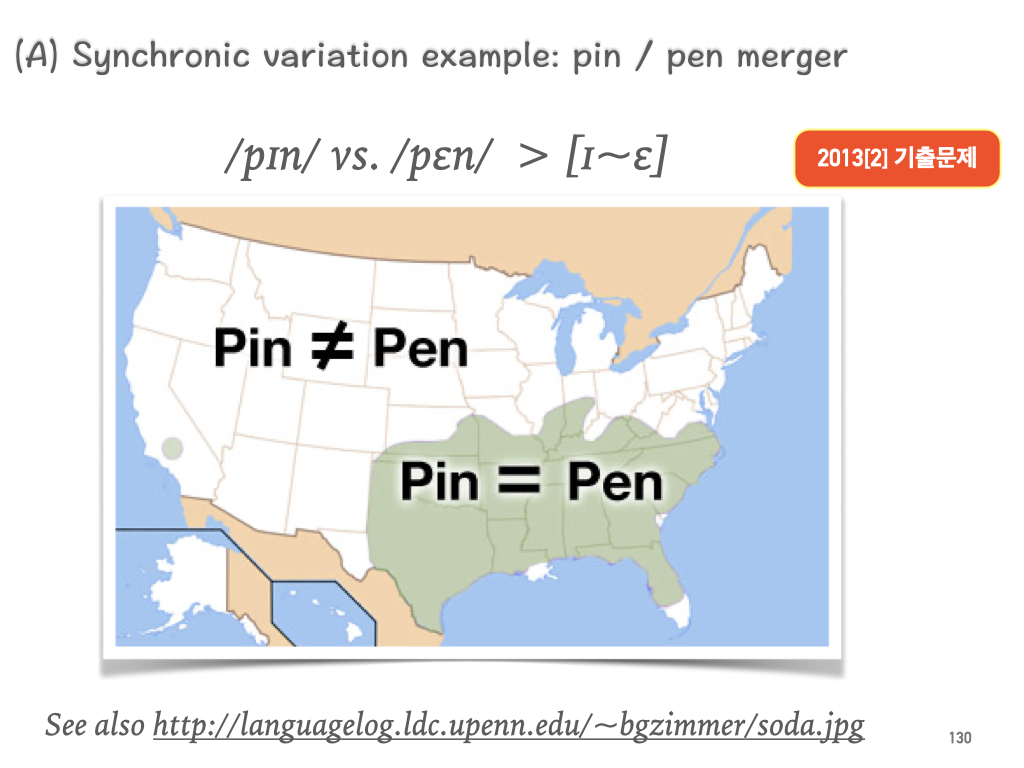 (A) Synchronic variation example: pin / pen merger
/pɪn/ vs. /pɛn/ > [ɪ~ɛ]
2013[2] 기출문제
Pin ≠ Pen
Pin = Pen
See also http://languagelog.ldc.upenn.edu/~bgzimmer/soda.jpg
130